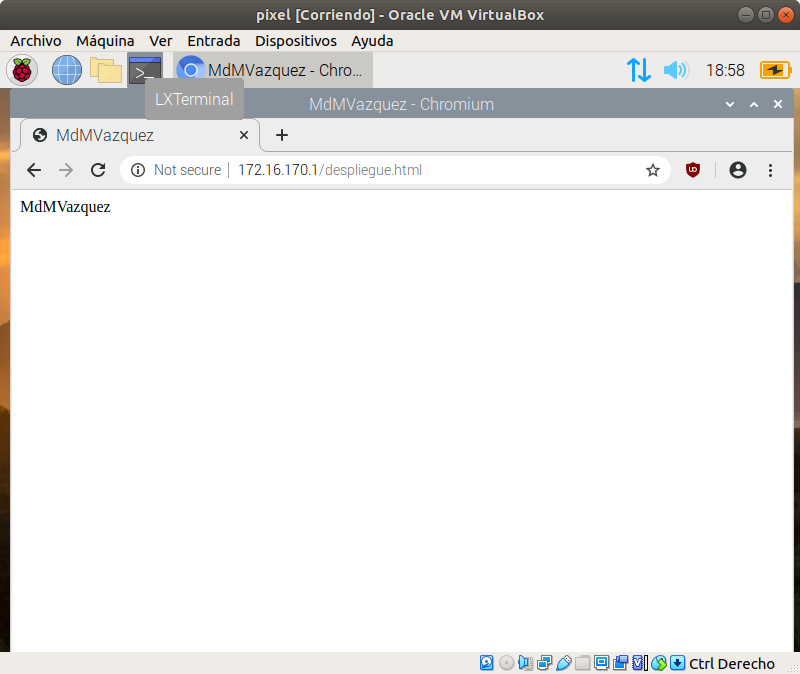 pixel [Corriendo] - Oracle VM VirtualBox
Archivo Máquina Ver Entrada Dispositivos Ayuda
MdMVazquez - Chro... 18:58
LXTerminal
MdMVazquez - Chromium
MdMVazquez
Not secure 172.16.170.1/despliegue.html
MdMVazquez
Ctrl Derecho